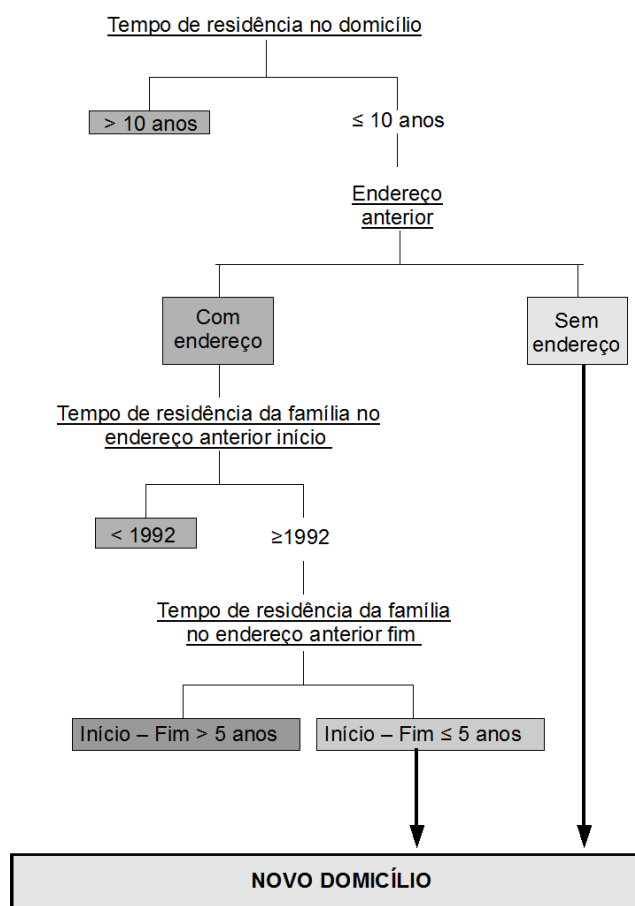 Tempo de residência no domicílio
> 10 anos
≤ 10 anos
Endereço
anterior
Com
endereço
Sem
endereço
Tempo de residência da família no
endereço anterior início
< 1992
≥1992
Tempo de residência da família
no endereço anterior fim
Início – Fim > 5 anos
Início – Fim ≤ 5 anos
NOVO DOMICÍLIO